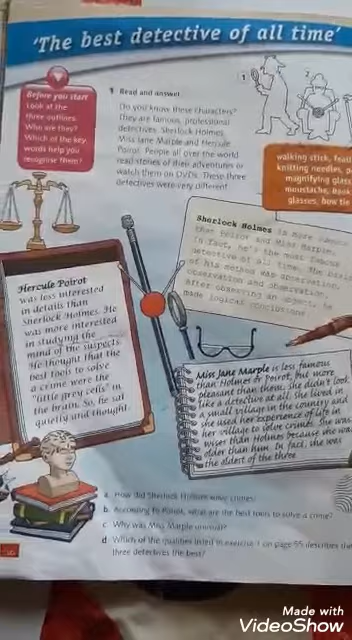 'The best detective of all time'
Before you start
Look at the
three outlines.
Who are they?
Which of the key
words help you
recognise them?
1 Read and answer
Do you know these characters?
They are famous, professional
detectives: Sherlock Holmes,
Miss Jane Marple and Hercule
Poirot. People all over the world
read stories of their adventures or
watch them on DVDs. These three
detectives were very different.
1
walking stick,
knitting needles,
magnifying glass
moustache,
glasses, bow tie
Sherlock Holmes is more famous
than Poirot and Miss Marple.
In fact, he's the most famous
detective of all time. The basis
of his method was observation,
observation and observation.
After observing an object, he
made logical conclusions.
Hercule Poirot
was less interested
in details than
Sherlock Holmes. He
was more interested
in studying the
mind of the suspects.
He thought that the
best tools to solve
a crime were the
"little grey cells" in
the brain. So, he sat
quietly and thought.
Miss Jane Marple is less famous
than Holmes or Poirot, but more
pleasant than them. She didn't look
like a detective at all. She lived in
a small village in the country and
she used her experience of life in
her village to solve crimes. She was
wiser than Holmes because she was
older than him. In fact, she was
the oldest of the three.
a How did Sherlock Holmes solve crimes?
b According to Poirot, what are the best tools to solve a crime?
c Why was Miss Marple unusual?
d Which of the qualities listed in exercise 1 on page 55 describes the
three detectives the best?
Made with
VideoShow